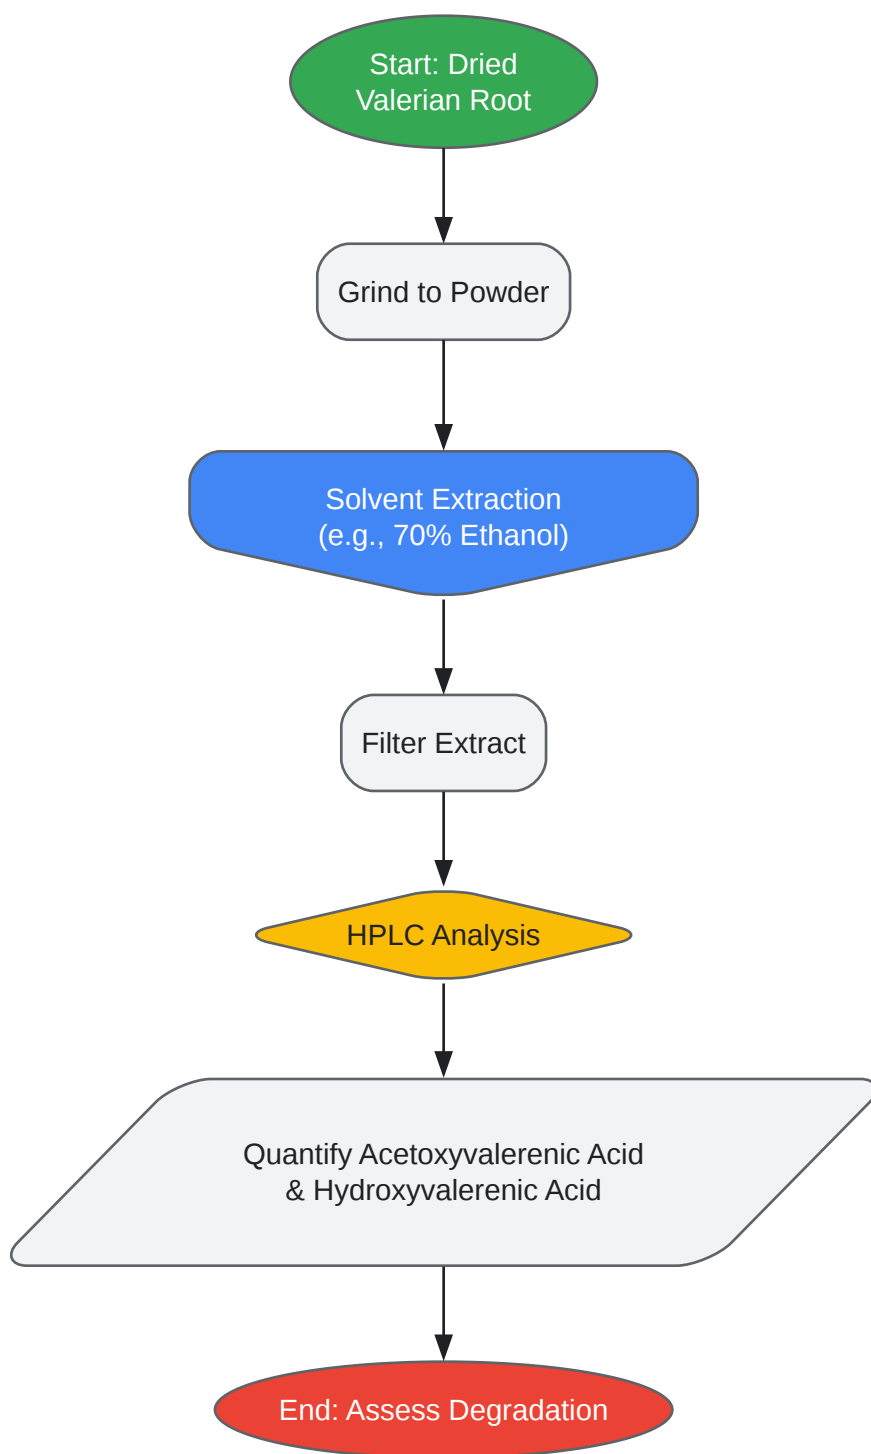 Start: Dried
Valerian Root
Grind to Powder
Solvent Extraction
(e.g., 70% Ethanol)
Filter Extract
HPLC Analysis
Quantify Acetoxyvalerenic Acid
& Hydroxyvalerenic Acid
End: Assess Degradation